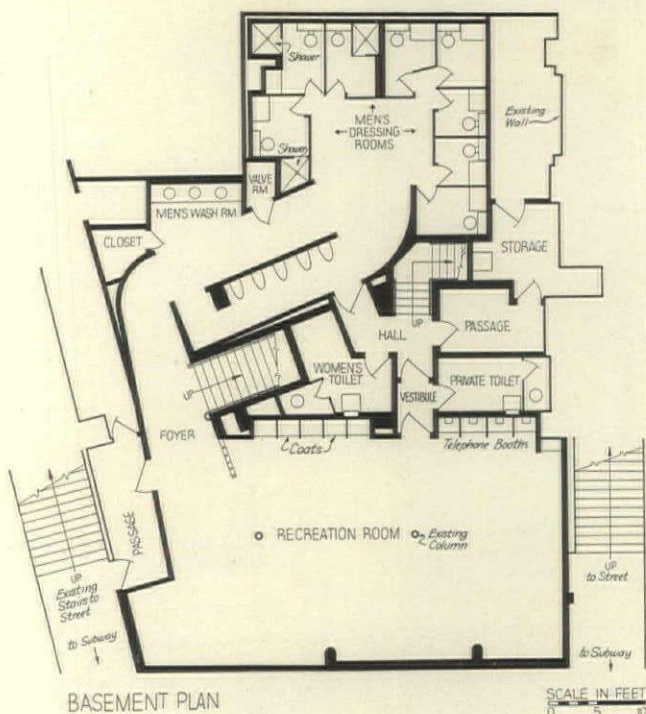 Shower
MEN'S
DRESSING
ROOMS
Existing
Wall
Shower
VALVE
RM.
MEN'S WASH RM.
CLOSET
STORAGE
UP
PASSAGE
HALL
WOMEN'S
TOILET
PRIVATE TOILET
VESTIBULE
UP
FOYER
Coats
Telephone Booths
PASSAGE
RECREATION ROOM
Existing
Column
UP
Existing
Stairs to
Street
to Subway
UP
to Street
to Subway
BASEMENT PLAN
SCALE IN FEET
0 5 10